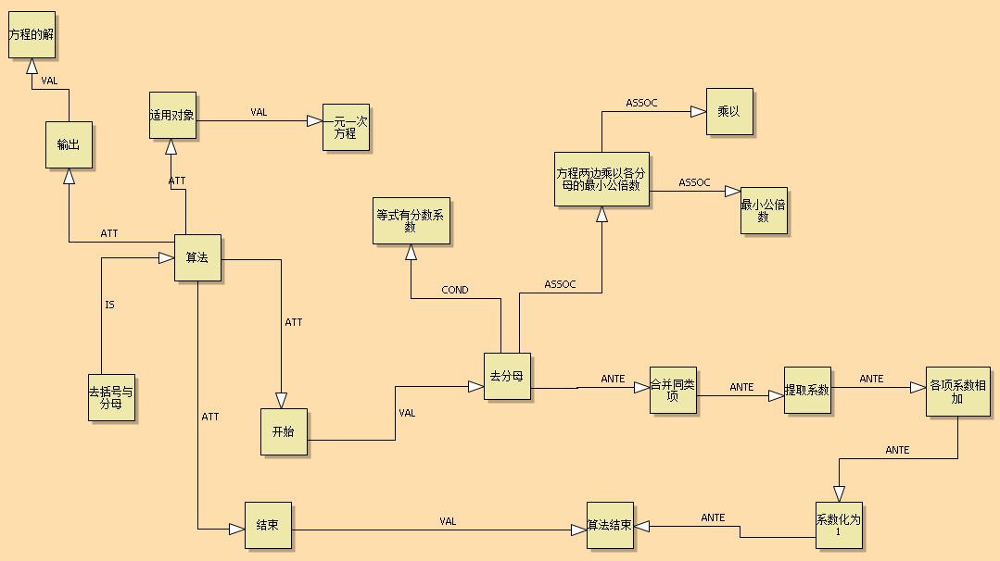 方程的解
VAL
输出
适用对象
VAL
一元一次
方程
ATT
ATT
算法
IS
ATT
去括号与
分母
ATT
开始
VAL
等式有分数系
数
COND
ASSOC
乘以
方程两边乘以各分
母的最小公倍数
ASSOC
最小公倍
数
ASSOC
去分母
ANTE
合并同类
项
ANTE
提取系数
ANTE
各项系数相
加
ANTE
系数化为
1
ANTE
算法结束
VAL
结束